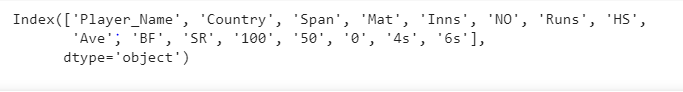 Index(['Player_Name', 'Country', 'Span', 'Mat', 'Inns', 'NO', 'Runs', 'HS',
'Ave'; 'BF', 'SR', '100', '50', '0', '4s', '6s'],
dtype='object')